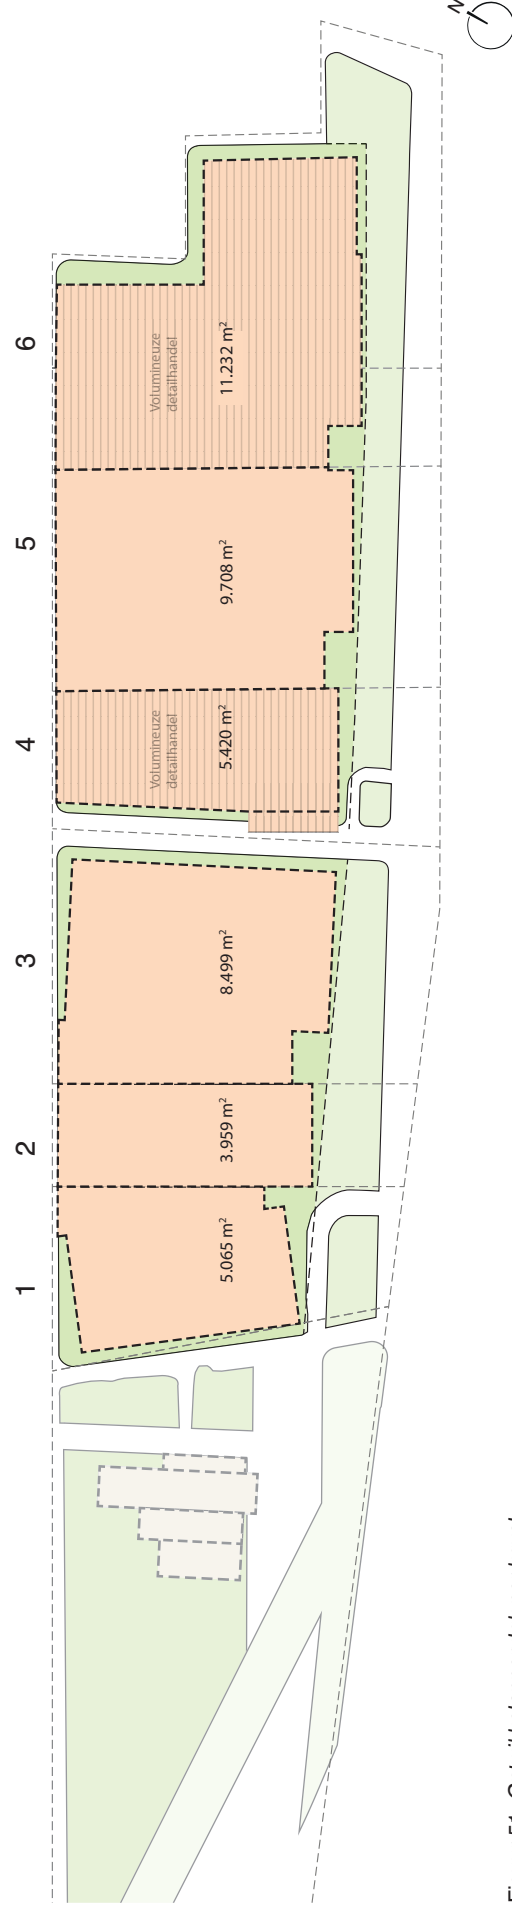 N
6
Volumineuze
detailhandel
11.232 m²
5
9.708 m²
4
Volumineuze
detailhandel
5.420 m²
3
8.499 m²
2
3.959 m²
1
5.065 m²